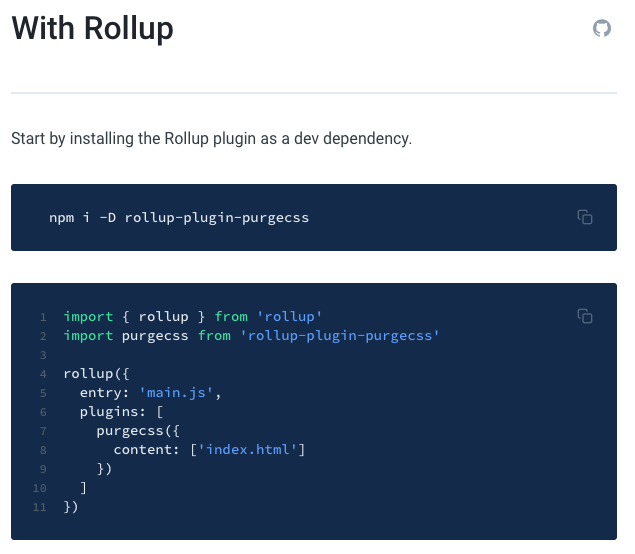 With Rollup
Start by installing the Rollup plugin as a dev dependency.
npm i -D rollup-plugin-purgecss
1 import { rollup } from 'rollup'
2 import purgecss from 'rollup-plugin-purgecss'
3
4 rollup({
5   entry: 'main.js',
6   plugins: [
7     purgecss({
8       content: ['index.html']
9     })
10   ]
11 })